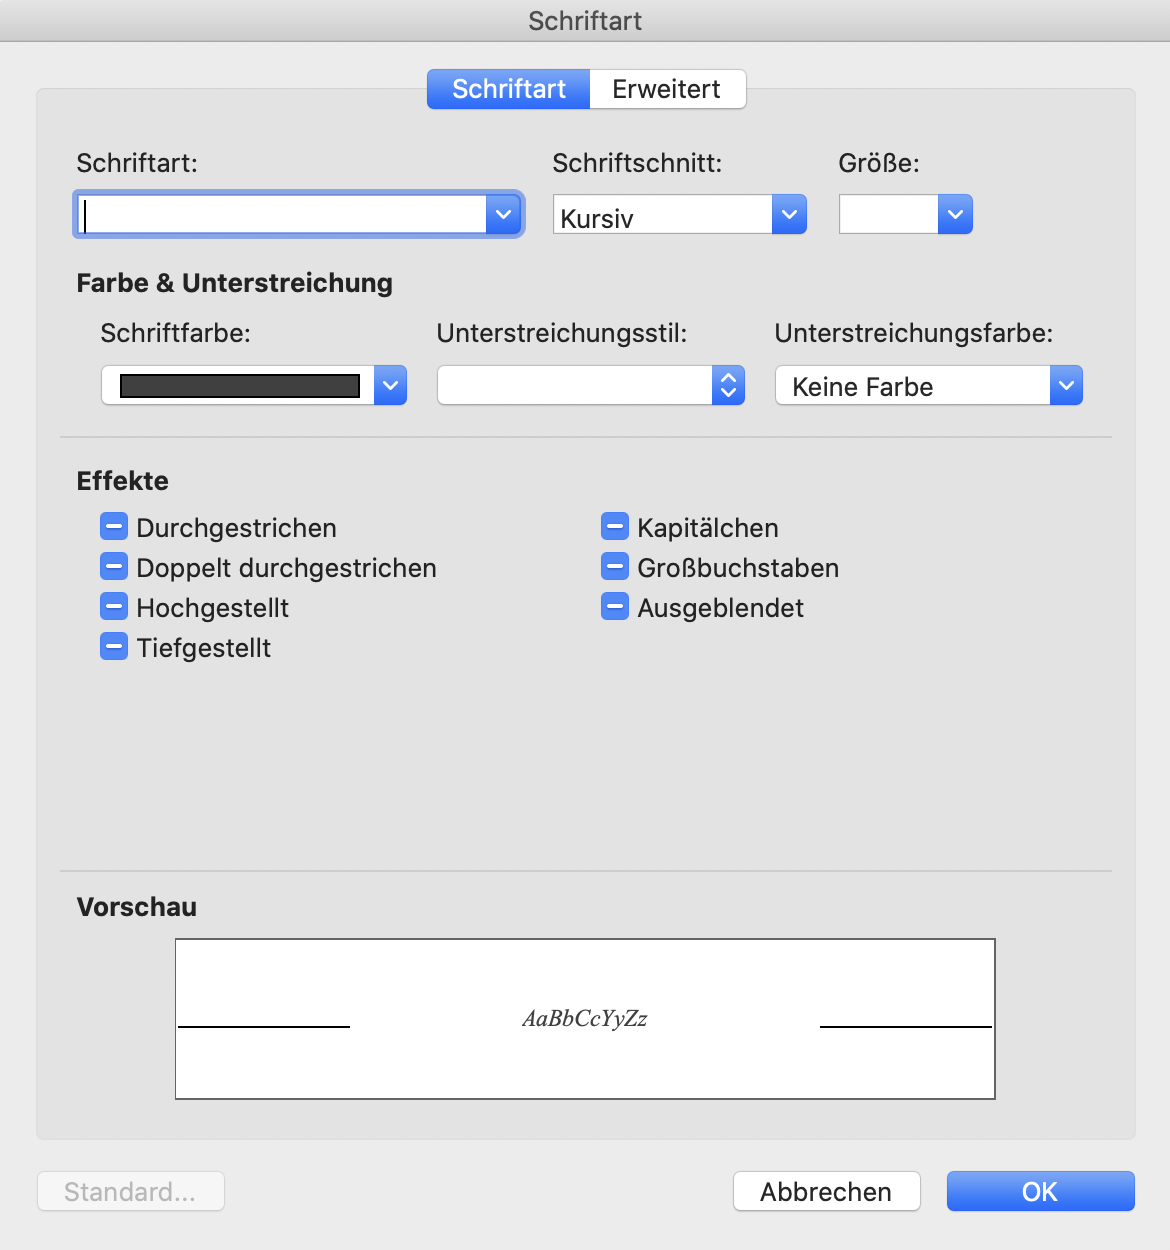 Schriftart
Schriftart Erweitert
Schriftart: Schriftschnitt: Größe:
Kursiv
Farbe & Unterstreichung
Schriftfarbe: Unterstreichungsstil: Unterstreichungsfarbe:
Keine Farbe
Effekte
Durchgestrichen Kapitälchen
Doppelt durchgestrichen Großbuchstaben
Hochgestellt Ausgeblendet
Tiefgestellt
Vorschau
AaBbCcYyZz
Standard... Abbrechen OK